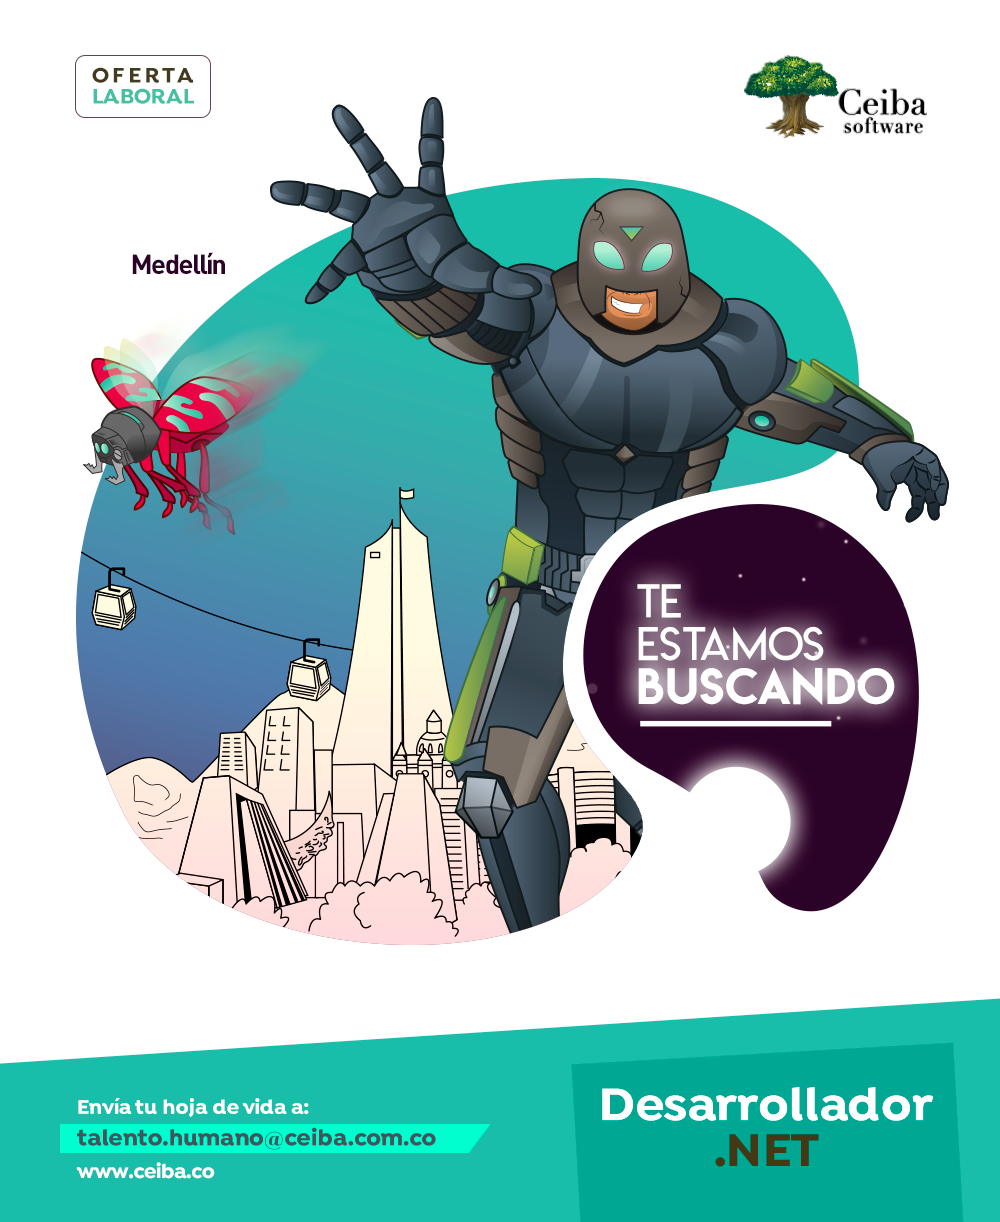 OFERTA
LABORAL
Ceiba
software
Medellín
TE
ESTAMOS
BUSCANDO
Envía tu hoja de vida a:
talento.humano@ceiba.com.co
www.ceiba.co
Desarrollador
.NET